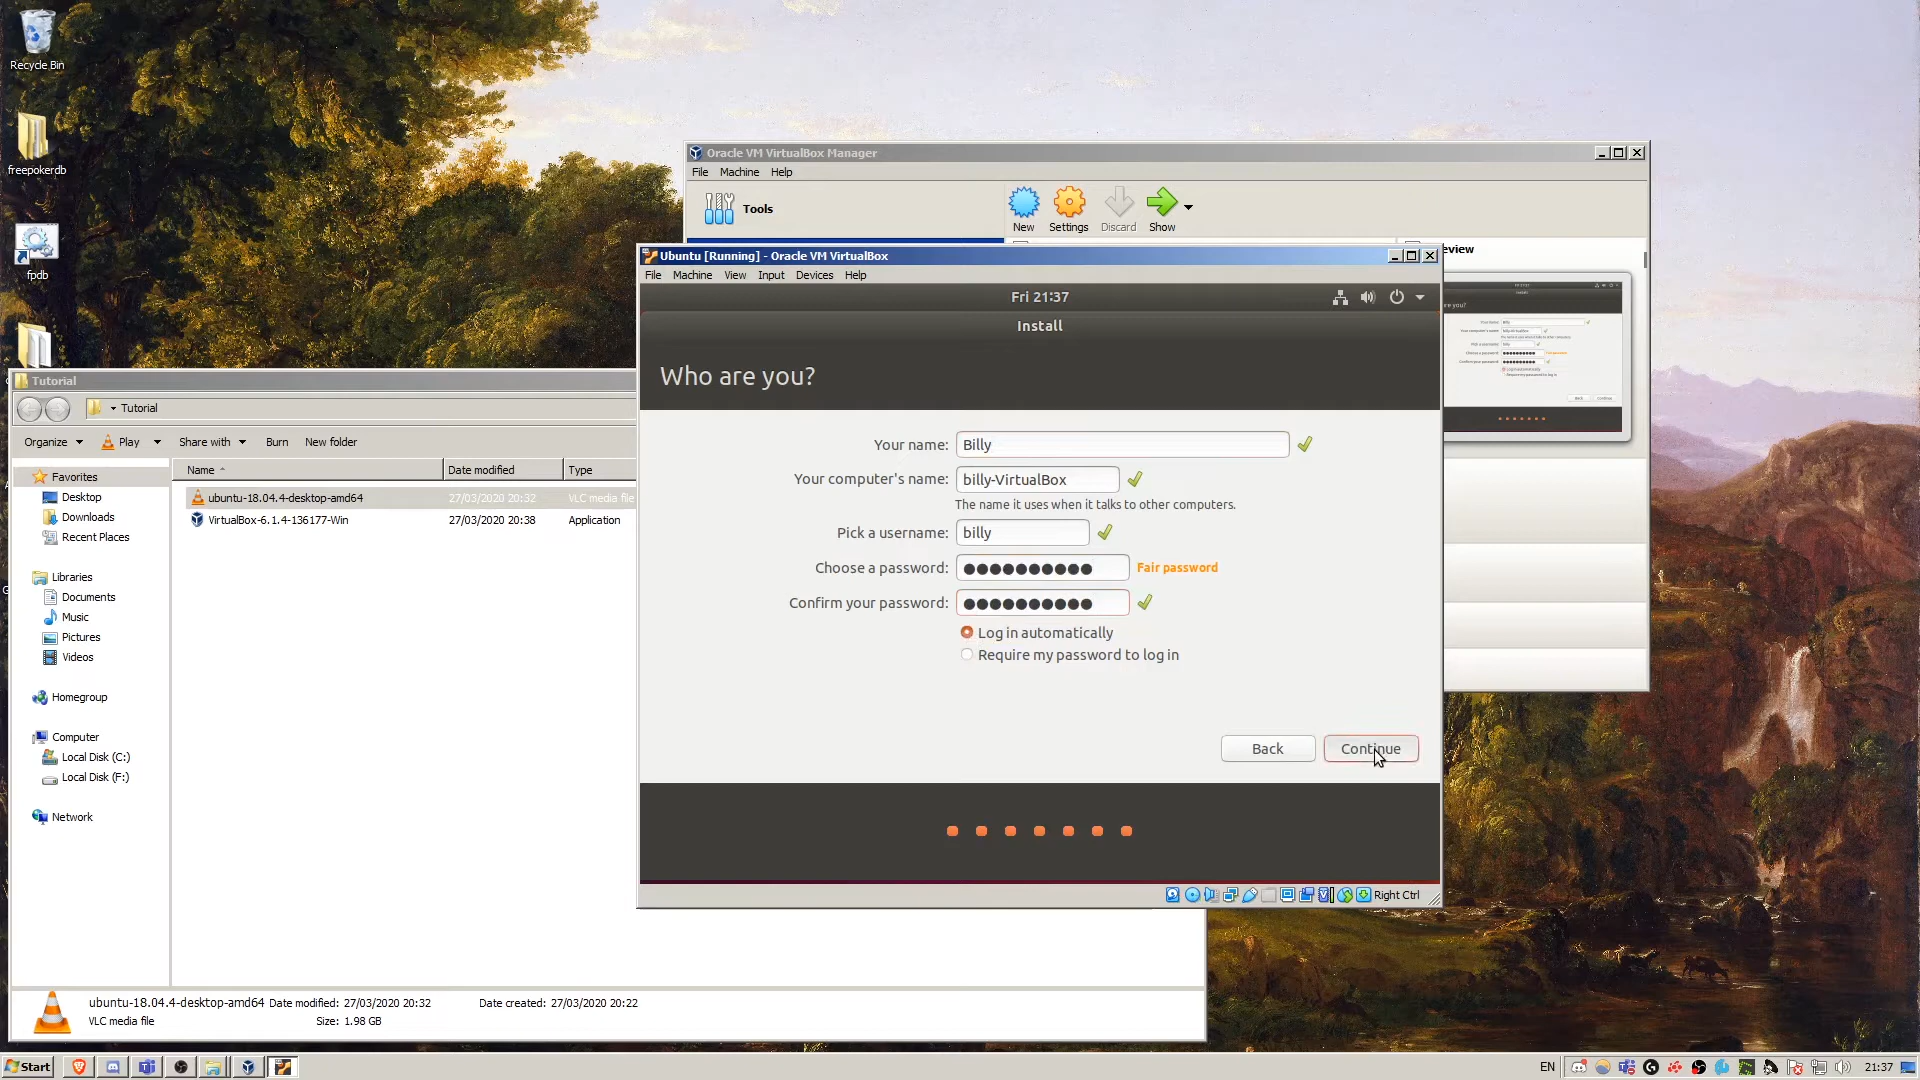 Recycle Bin
freepokerdb
fpdb
Oracle VM VirtualBox Manager
File Machine Help
Tools
New Settings Discard Show
eview
Ubuntu [Running] - Oracle VM VirtualBox
File Machine View Input Devices Help
Fri 21:37
Install
Who are you?
Your name: Billy
Your computer's name: billy-VirtualBox
The name it uses when it talks to other computers.
Pick a username: billy
Choose a password: ●●●●●●●●●● Fair password
Confirm your password: ●●●●●●●●●●
Log in automatically
Require my password to log in
Back Continue
Right Ctrl
Tutorial
Tutorial
Organize Play Share with Burn New folder
Name Date modified Type
ubuntu-18.04.4-desktop-amd64 27/03/2020 20:32 VLC media file
VirtualBox-6.1.4-136177-Win 27/03/2020 20:38 Application
Favorites
Desktop
Downloads
Recent Places
Libraries
Documents
Music
Pictures
Videos
Homegroup
Computer
Local Disk (C:)
Local Disk (F:)
Network
ubuntu-18.04.4-desktop-amd64 Date modified: 27/03/2020 20:32 Date created: 27/03/2020 20:22
VLC media file Size: 1.98 GB
Start EN 21:37